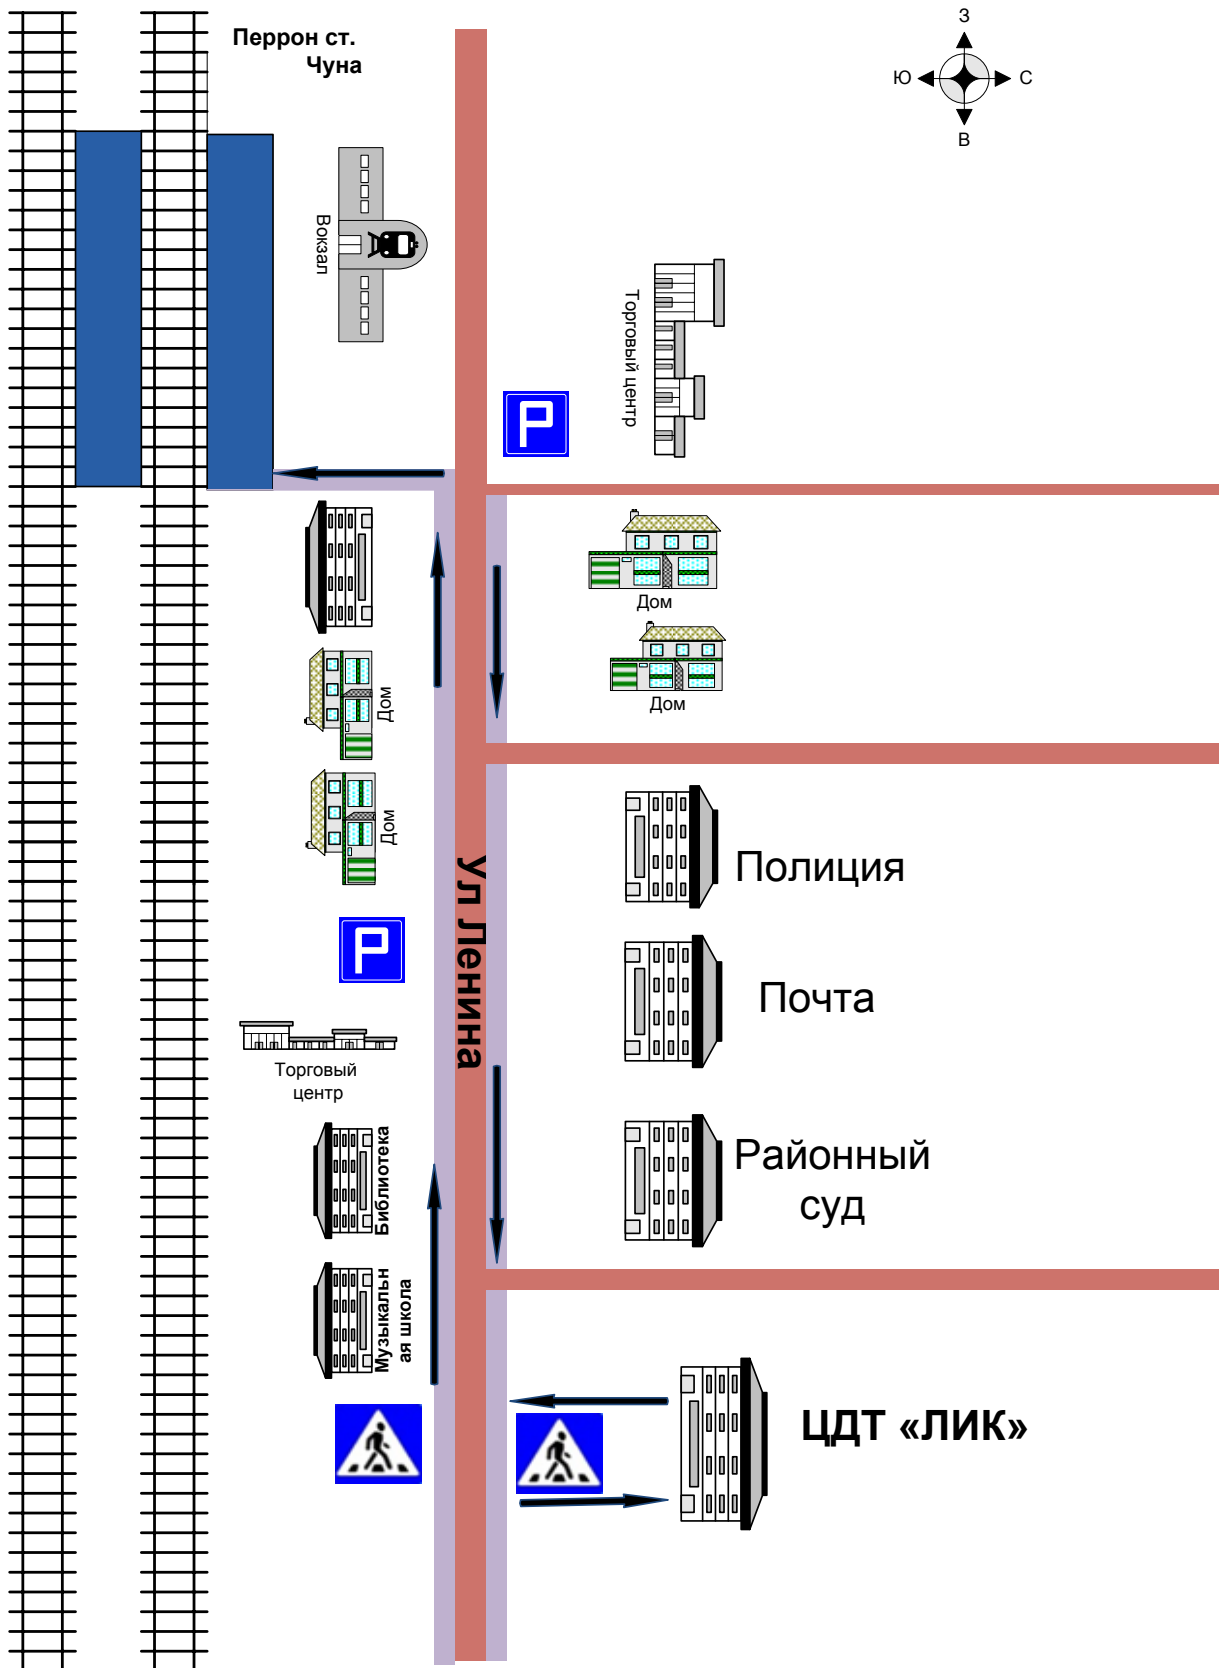 Перрон ст.
Чуна
З
Ю
С
В
Вокзал
Торговый центр
P
Дом
Дом
Дом
Дом
Ул Ленина
Полиция
P
Почта
Торговый
центр
Библиотека
Районный
суд
Музыкальн
ая школа
ЦДТ «ЛИК»